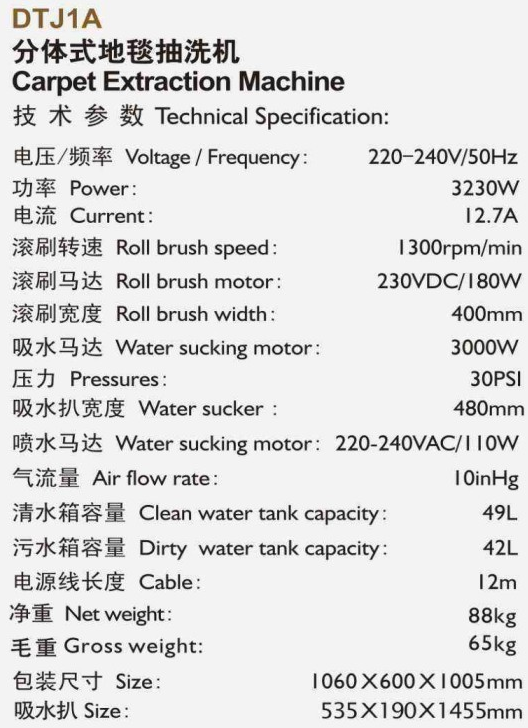 DTJ1A
分体式地毯抽洗机
Carpet Extraction Machine
技 术 参 数 Technical Specification:
电压/频率 Voltage / Frequency: 220-240V/50Hz
功率 Power: 3230W
电流 Current: 12.7A
滚刷转速 Roll brush speed: 1300rpm/min
滚刷马达 Roll brush motor: 230VDC/180W
滚刷宽度 Roll brush width: 400mm
吸水马达 Water sucking motor: 3000W
压力 Pressures: 30PSI
吸水扒宽度 Water sucker : 480mm
喷水马达 Water sucking motor: 220-240VAC/110W
气流量 Air flow rate: 10inHg
清水箱容量 Clean water tank capacity: 49L
污水箱容量 Dirty water tank capacity: 42L
电源线长度 Cable: 12m
净重 Net weight: 88kg
毛重 Gross weight: 65kg
包装尺寸 Size: 1060×600×1005mm
吸水扒 Size: 535×190×1455mm